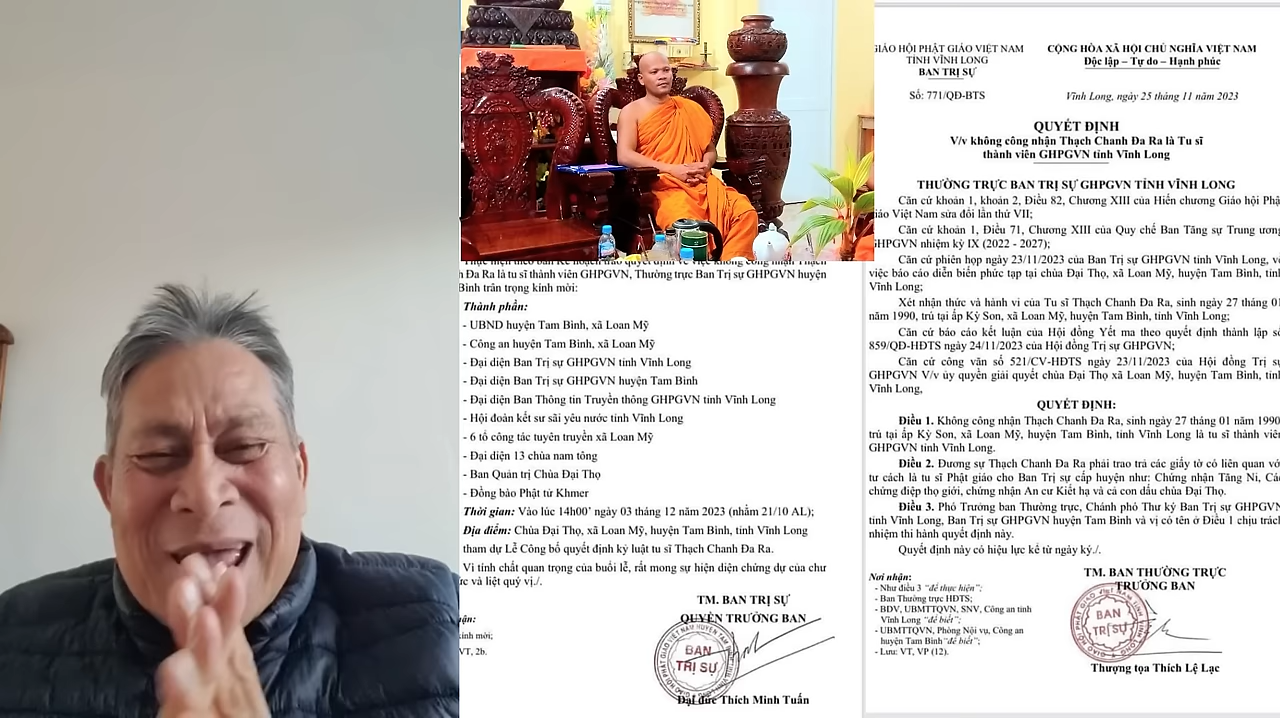 Thực hiện theo bản Kế hoạch trao quyết định về việc không công nhận Thạch
h Đa Ra là tu sĩ thành viên GHPGVN, Thường trực Ban Trị sự GHPGVN huyện
Bình trân trọng kính mời:
Thành phần:
- UBND huyện Tam Bình, xã Loan Mỹ
- Công an huyện Tam Bình, xã Loan Mỹ
- Đại diện Ban Trị sự GHPGVN tỉnh Vĩnh Long
- Đại diện Ban Trị sự GHPGVN huyện Tam Bình
- Đại diện Ban Thông tin Truyền thông GHPGVN tỉnh Vĩnh Long
- Hội đoàn kết sư sãi yêu nước tỉnh Vĩnh Long
- 6 tổ công tác tuyên truyền xã Loan Mỹ
- Đại diện 13 chùa nam tông
- Ban Quản trị Chùa Đại Thọ
- Đồng bào Phật tử Khmer
Thời gian: Vào lúc 14h00' ngày 03 tháng 12 năm 2023 (nhằm 21/10 AL);
Địa điểm: Chùa Đại Thọ, xã Loan Mỹ, huyện Tam Bình, tỉnh Vĩnh Long
tham dự Lễ Công bố quyết định kỷ luật tu sĩ Thạch Chanh Đa Ra.
Vì tính chất quan trọng của buổi lễ, rất mong sự hiện diện chứng dự của chư
ức và liệt quý vị./.
TM. BAN TRỊ SỰ
QUYỀN TRƯỞNG BAN
ận:
kính mời;
VT, 2b.
BAN
TRỊ SỰ
Đại đức Thích Minh Tuấn
GIÁO HỘI PHẬT GIÁO VIỆT NAM
TỈNH VĨNH LONG
BAN TRỊ SỰ
Số: 771/QĐ-BTS
CỘNG HÒA XÃ HỘI CHỦ NGHĨA VIỆT NAM
Độc lập – Tự do – Hạnh phúc
Vĩnh Long, ngày 25 tháng 11 năm 2023
QUYẾT ĐỊNH
V/v không công nhận Thạch Chanh Đa Ra là Tu sĩ
thành viên GHPGVN tỉnh Vĩnh Long
THƯỜNG TRỰC BAN TRỊ SỰ GHPGVN TỈNH VĨNH LONG
Căn cứ khoản 1, khoản 2, Điều 82, Chương XIII của Hiến chương Giáo hội Phậ
iáo Việt Nam sửa đổi lần thứ VII;
Căn cứ khoản 1, Điều 71, Chương XIII của Quy chế Ban Tăng sự Trung ương
GHPGVN nhiệm kỳ IX (2022 - 2027);
Căn cứ phiên họp ngày 23/11/2023 của Ban Trị sự GHPGVN tỉnh Vĩnh Long, về
việc báo cáo diễn biến phức tạp tại chùa Đại Thọ, xã Loan Mỹ, huyện Tam Bình, tỉnh
Vĩnh Long;
Xét nhận thức và hành vi của Tu sĩ Thạch Chanh Đa Ra, sinh ngày 27 tháng 01
năm 1990, trú tại ấp Kỳ Son, xã Loan Mỹ, huyện Tam Bình, tỉnh Vĩnh Long;
Căn cứ báo cáo kết luận của Hội đồng Yết ma theo quyết định thành lập số
859/QĐ-HĐTS ngày 24/11/2023 của Hội đồng Trị sự GHPGVN;
Căn cứ công văn số 521/CV-HĐTS ngày 23/11/2023 của Hội đồng Trị sự
GHPGVN V/v ủy quyền giải quyết chùa Đại Thọ xã Loan Mỹ, huyện Tam Bình, tỉnh
Vĩnh Long,
QUYẾT ĐỊNH:
Điều 1. Không công nhận Thạch Chanh Đa Ra, sinh ngày 27 tháng 01 năm 1990
trú tại ấp Kỳ Son, xã Loan Mỹ, huyện Tam Bình, tỉnh Vĩnh Long là tu sĩ thành viên
GHPGVN tỉnh Vĩnh Long.
Điều 2. Đương sự Thạch Chanh Đa Ra phải trao trả các giấy tờ có liên quan với
tư cách là tu sĩ Phật giáo cho Ban Trị sự cấp huyện như: Chứng nhận Tăng Ni, Các
chứng điệp thọ giới, chứng nhận An cư Kiết hạ và cả con dấu chùa Đại Thọ.
Điều 3. Phó Trưởng ban Thường trực, Chánh phó Thư ký Ban Trị sự GHPGVN
tỉnh Vĩnh Long, Ban Trị sự GHPGVN huyện Tam Bình và vị có tên ở Điều 1 chịu trách
nhiệm thi hành quyết định này.
Quyết định này có hiệu lực kể từ ngày ký./.
Nơi nhận:
- Như điều 3 "để thực hiện";
- Ban Thường trực HĐTS;
- BDV, UBMTTQVN, SNV, Công an tỉnh
Vĩnh Long "để biết";
- UBMTTQVN, Phòng Nội vụ, Công an
huyện Tam Bình "để biết";
- Lưu: VT, VP (12).
TM. BAN THƯỜNG TRỰC
TRƯỞNG BAN
BAN
TRỊ SỰ
Thượng tọa Thích Lệ Lạc